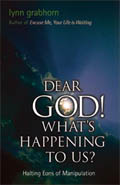 lynn grabhorn
Author of Excuse Me, Your Life is Waiting
DEAR
GOD!
WHAT'S
HAPPENING
TO US?
Halting Eons of Manipulation